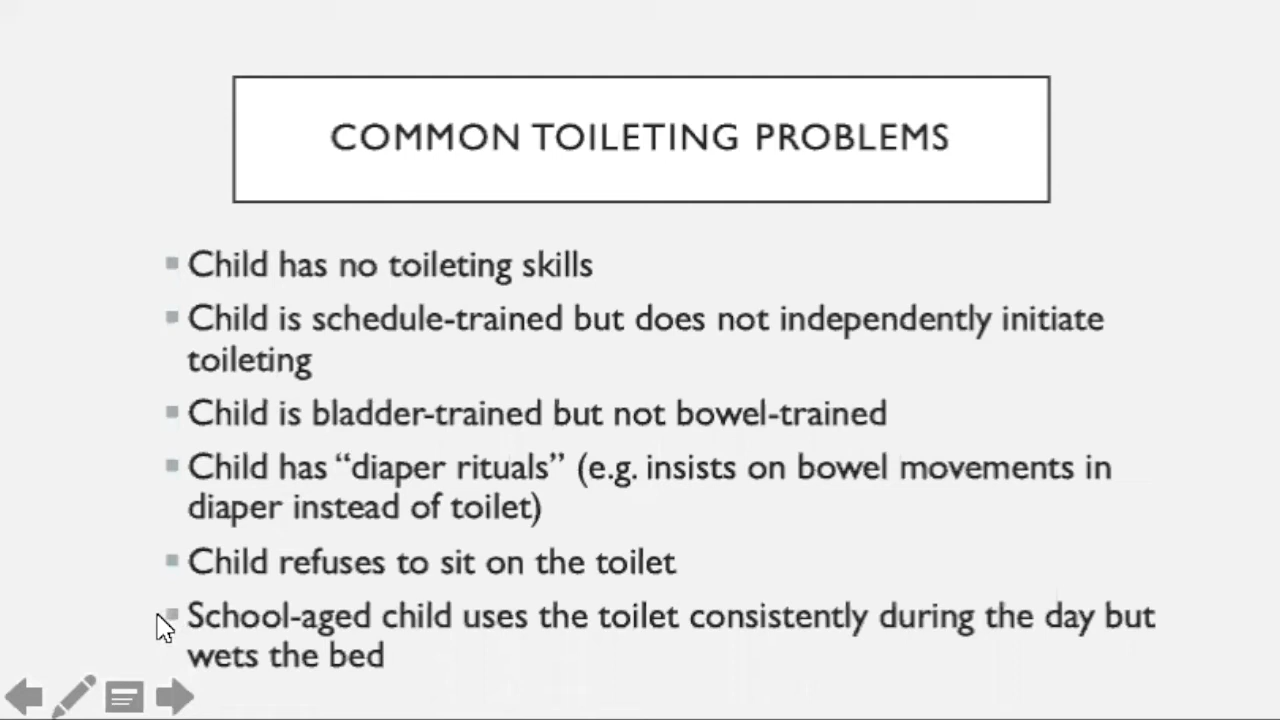 COMMON TOILETING PROBLEMS
Child has no toileting skills
Child is schedule-trained but does not independently initiate
toileting
Child is bladder-trained but not bowel-trained
Child has “diaper rituals” (e.g. insists on bowel movements in
diaper instead of toilet)
Child refuses to sit on the toilet
School-aged child uses the toilet consistently during the day but
wets the bed